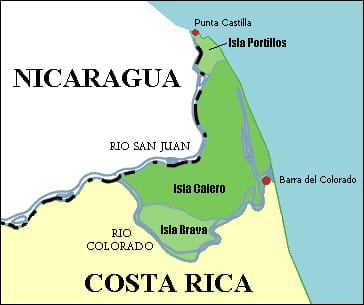 Punta Castilla
Isla Portillos
NICARAGUA
RIO SAN JUAN
Barra del Colorado
Isla Calero
Isla Brava
RIO
COLORADO
COSTA RICA